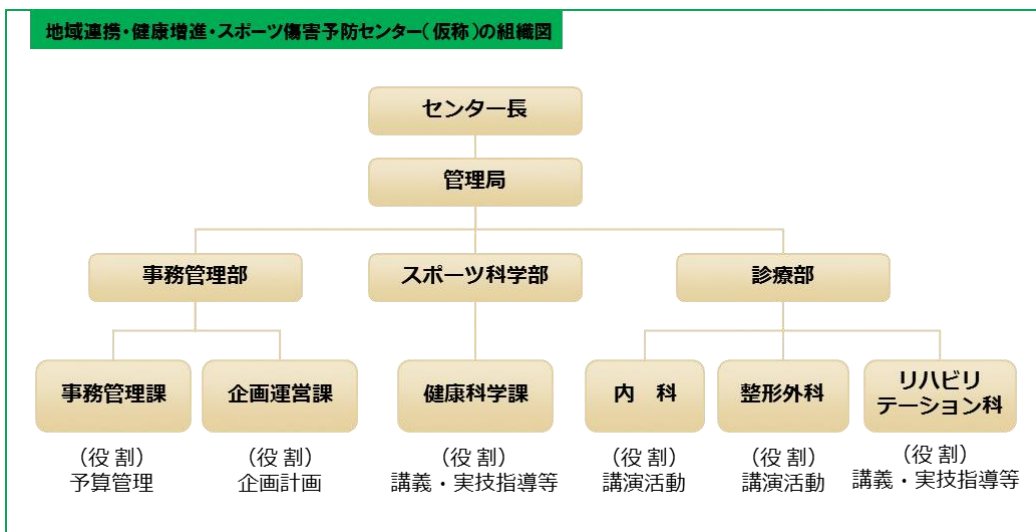 地域連携・健康増進・スポーツ傷害予防センター（仮称）の組織図
センター長
管理局
事務管理部
スポーツ科学部
診療部
事務管理課
企画運営課
健康科学課
内　科
整形外科
リハビリ
テーション科
（役 割）
予算管理
（役 割）
企画計画
（役 割）
講義・実技指導等
（役 割）
講演活動
（役 割）
講演活動
（役 割）
講義・実技指導等